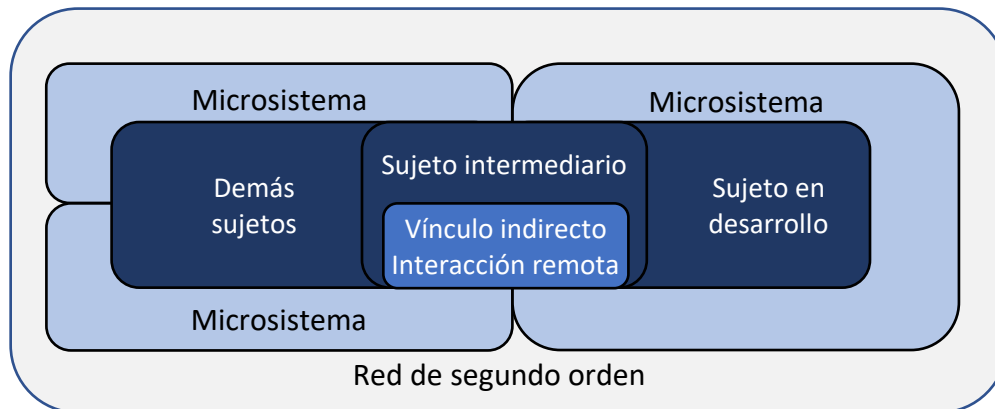 Microsistema
Microsistema
Sujeto intermediario
Demás
sujetos
Sujeto en
desarrollo
Vínculo indirecto
Interacción remota
Microsistema
Red de segundo orden